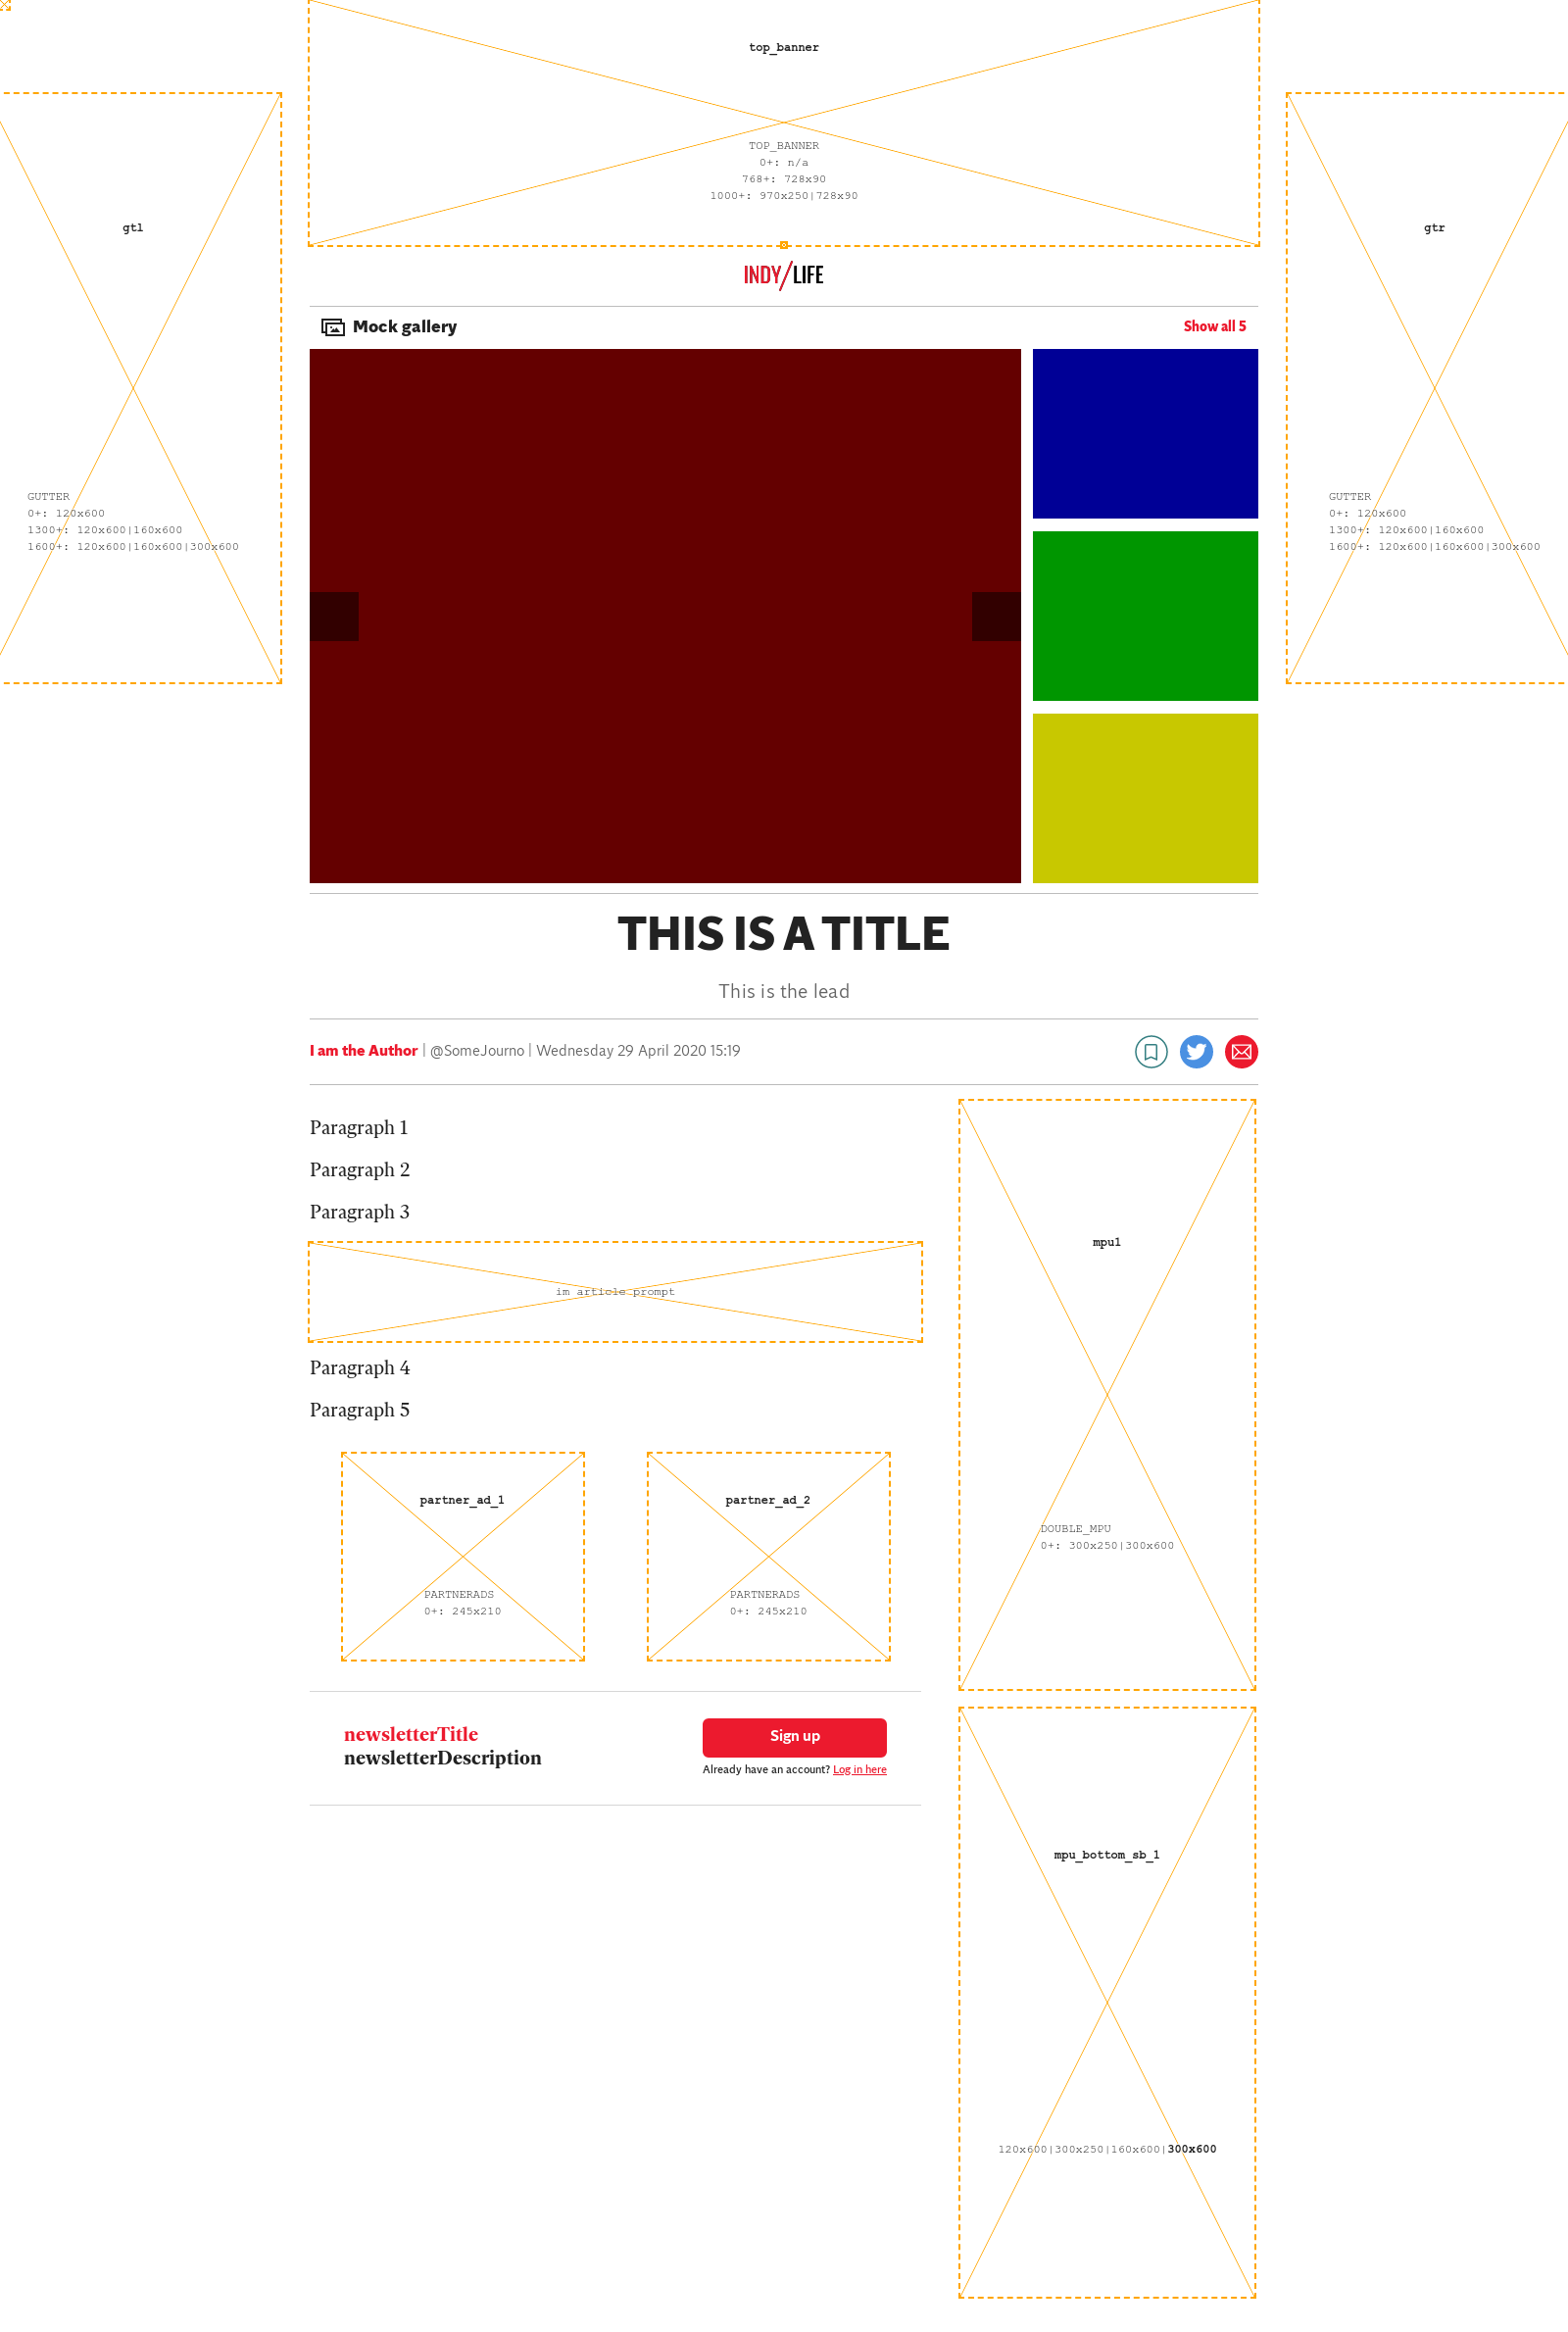 top_banner
TOP_BANNER
0+: n/a
768+: 728x90
1000+: 970x250|728x90
gtl
GUTTER
0+: 120x600
1300+: 120x600|160x600
1600+: 120x600|160x600|300x600
gtr
GUTTER
0+: 120x600
1300+: 120x600|160x600
1600+: 120x600|160x600|300x600
INDY/LIFE
Mock gallery
Show all 5
THIS IS A TITLE
This is the lead
I am the Author | @SomeJourno | Wednesday 29 April 2020 15:19
Paragraph 1
Paragraph 2
Paragraph 3
im article prompt
Paragraph 4
Paragraph 5
partner_ad_1
PARTNERADS
0+: 245x210
partner_ad_2
PARTNERADS
0+: 245x210
newsletterTitle
newsletterDescription
Sign up
Already have an account? Log in here
mpu1
DOUBLE_MPU
0+: 300x250|300x600
mpu_bottom_sb_1
120x600|300x250|160x600|300x600